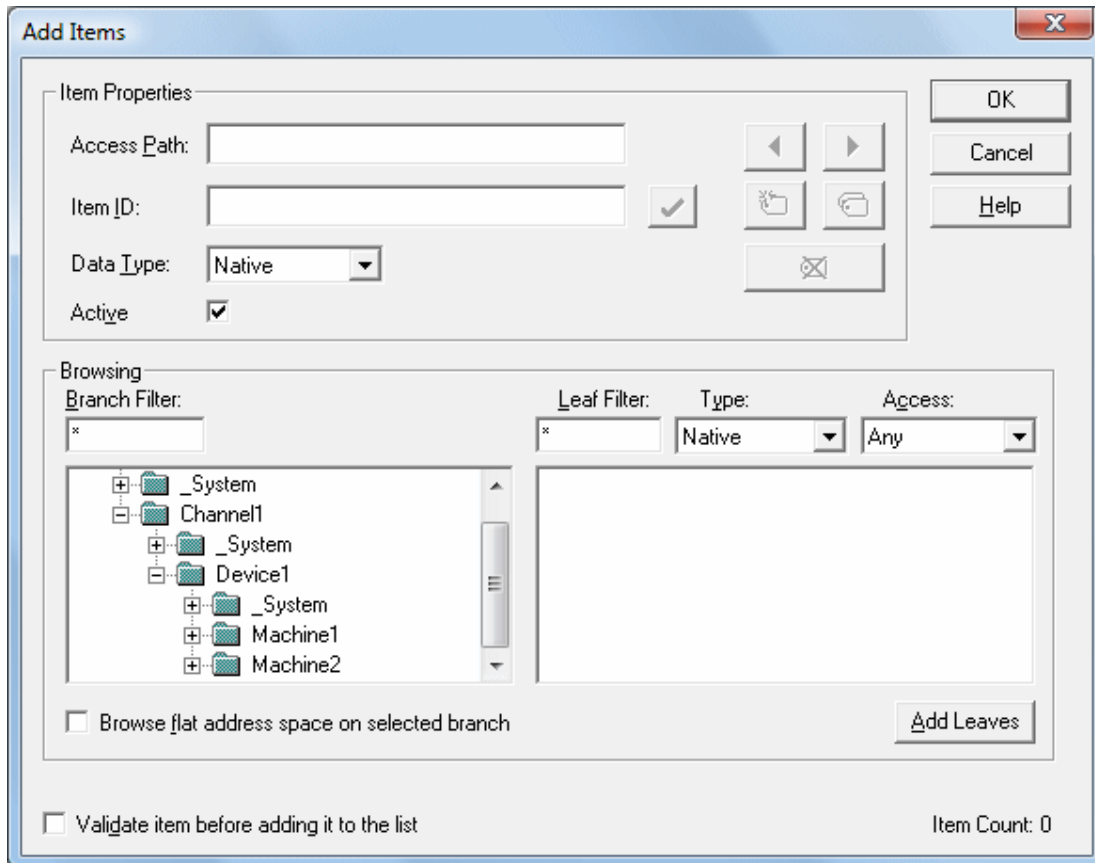 Add Items
Item Properties
OK
Access Path:
Cancel
Item ID:
Help
Data Type: Native
Active
Browsing
Branch Filter: Leaf Filter: Type: Access:
* * Native Any
_System
Channel1
_System
Device1
_System
Machine1
Machine2
Browse flat address space on selected branch Add Leaves
Validate item before adding it to the list Item Count: 0